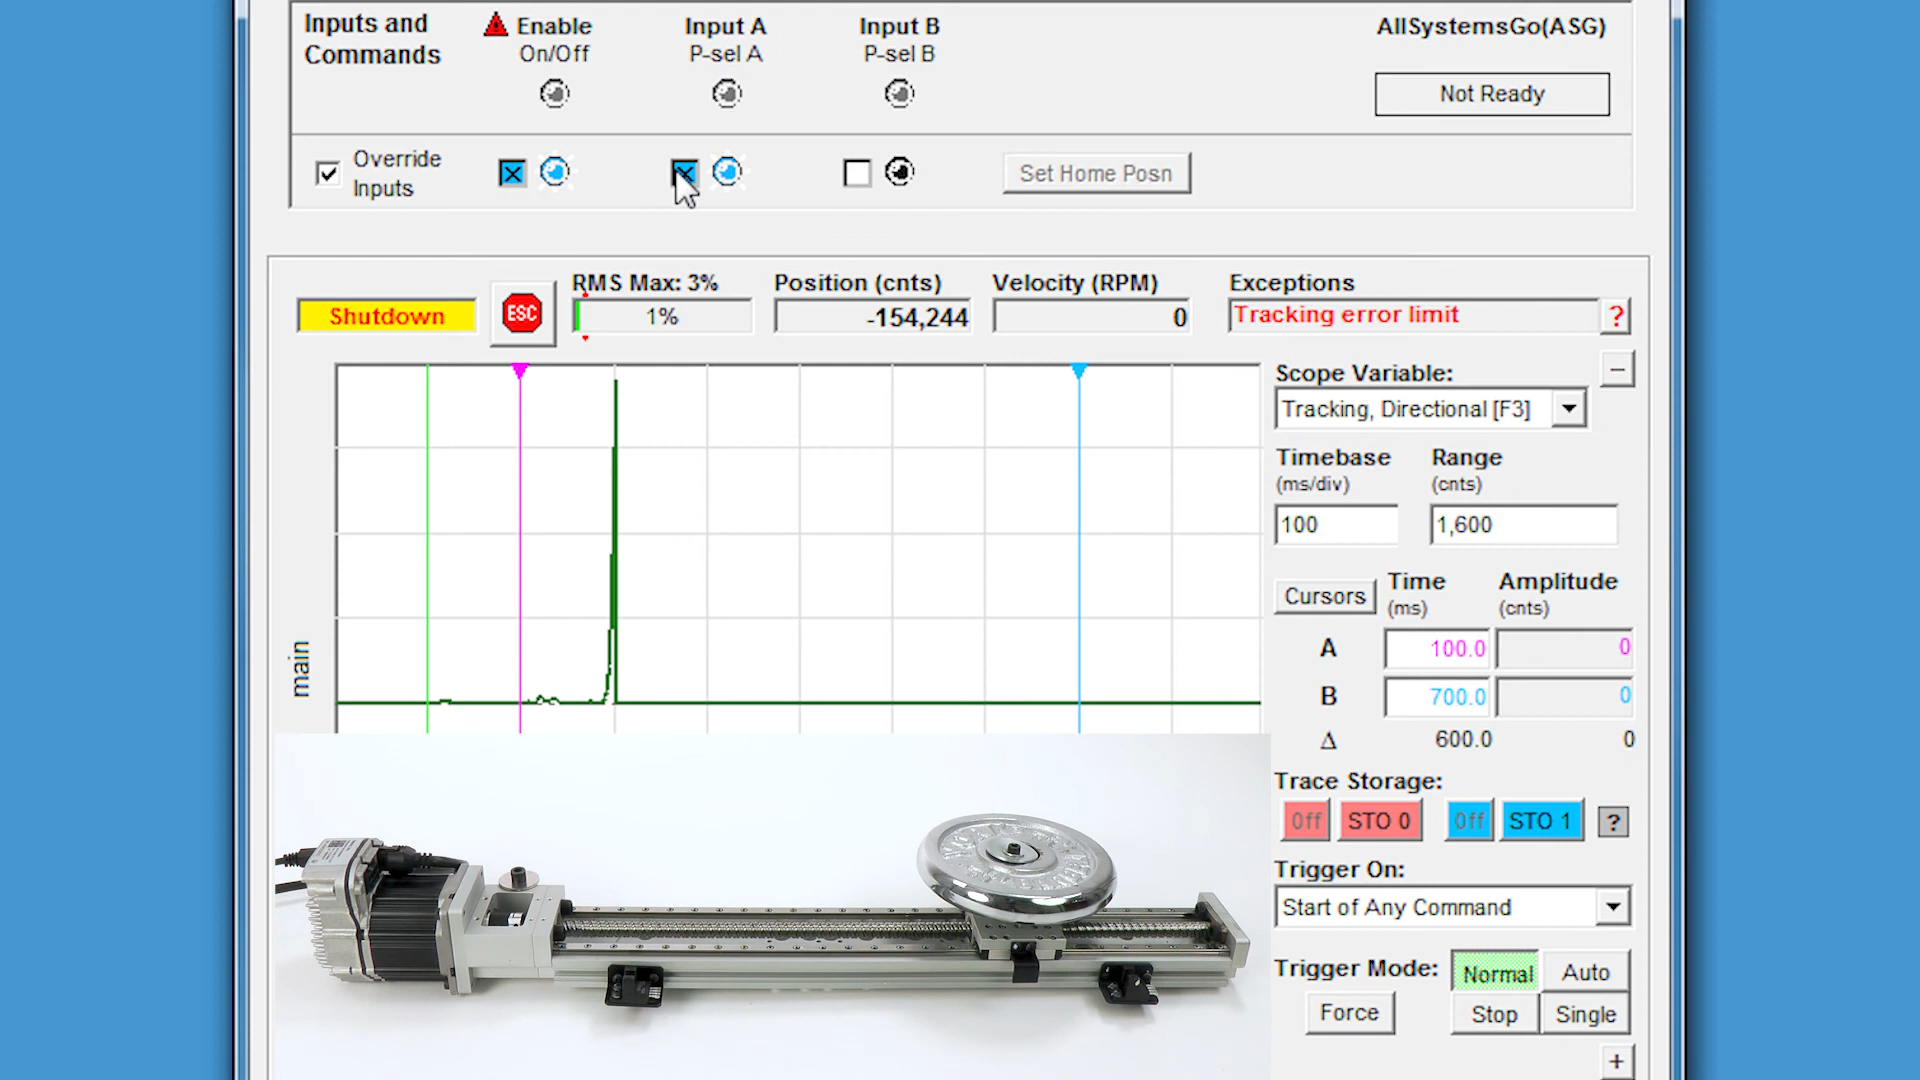 Inputs and
Commands
Enable
On/Off
Input A
P-sel A
Input B
P-sel B
AllSystemsGo(ASG)
Not Ready
Override
Inputs
Set Home Posn
Shutdown
ESC
RMS Max: 3%
1%
Position (cnts)
-154,244
Velocity (RPM)
0
Exceptions
Tracking error limit
?
main
Scope Variable:
−
Tracking, Directional [F3]
Timebase
(ms/div)
Range
(cnts)
100
1,600
Cursors
Time
(ms)
Amplitude
(cnts)
A 100.0 0
B 700.0 0
Δ 600.0 0
Trace Storage:
Off STO 0 Off STO 1 ?
Trigger On:
Start of Any Command
Trigger Mode:
Normal Auto
Force Stop Single
+